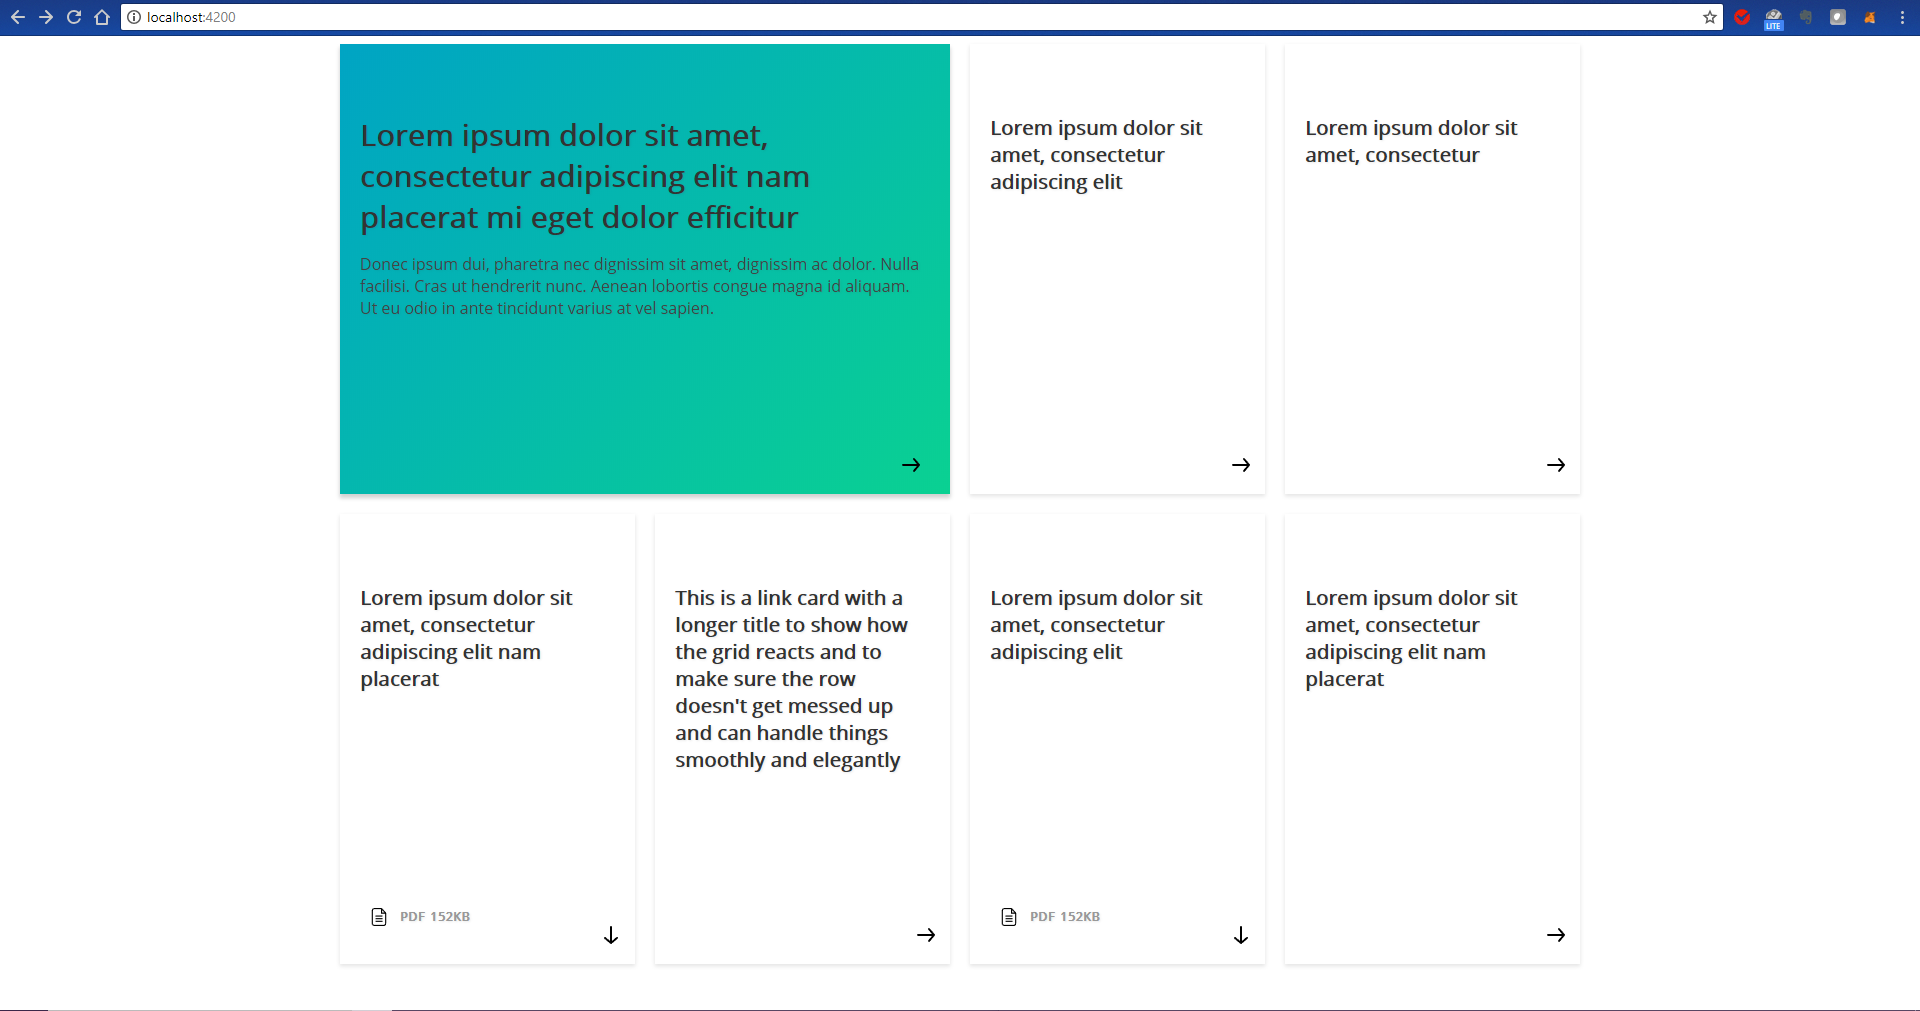 localhost:4200
LITE
Lorem ipsum dolor sit amet,
consectetur adipiscing elit nam
placerat mi eget dolor efficitur
Donec ipsum dui, pharetra nec dignissim sit amet, dignissim ac dolor. Nulla
facilisi. Cras ut hendrerit nunc. Aenean lobortis congue magna id aliquam.
Ut eu odio in ante tincidunt varius at vel sapien.
Lorem ipsum dolor sit
amet, consectetur
adipiscing elit
Lorem ipsum dolor sit
amet, consectetur
Lorem ipsum dolor sit
amet, consectetur
adipiscing elit nam
placerat
PDF 152KB
This is a link card with a
longer title to show how
the grid reacts and to
make sure the row
doesn't get messed up
and can handle things
smoothly and elegantly
Lorem ipsum dolor sit
amet, consectetur
adipiscing elit
PDF 152KB
Lorem ipsum dolor sit
amet, consectetur
adipiscing elit nam
placerat